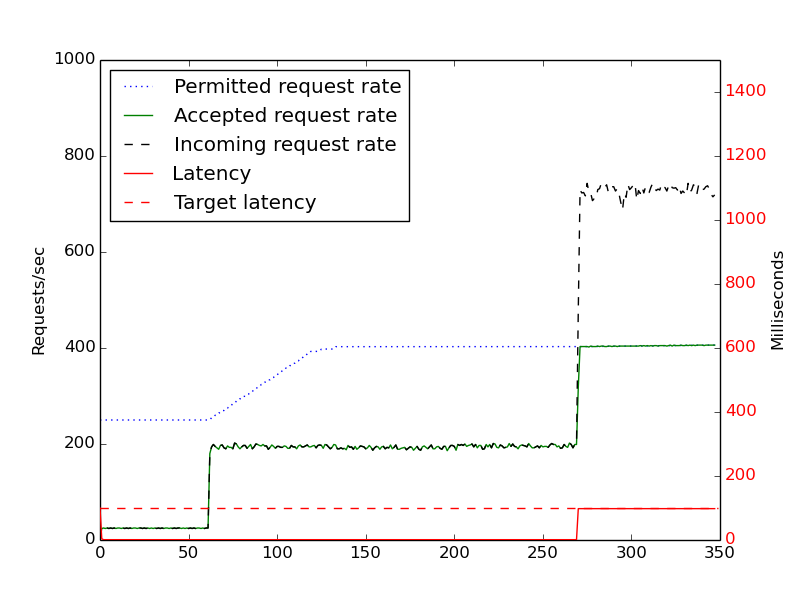 1000
800
600
400
200
0
Requests/sec
Permitted request rate
Accepted request rate
Incoming request rate
Latency
Target latency
1400
1200
1000
800
600
400
200
0
Milliseconds
0 50 100 150 200 250 300 350